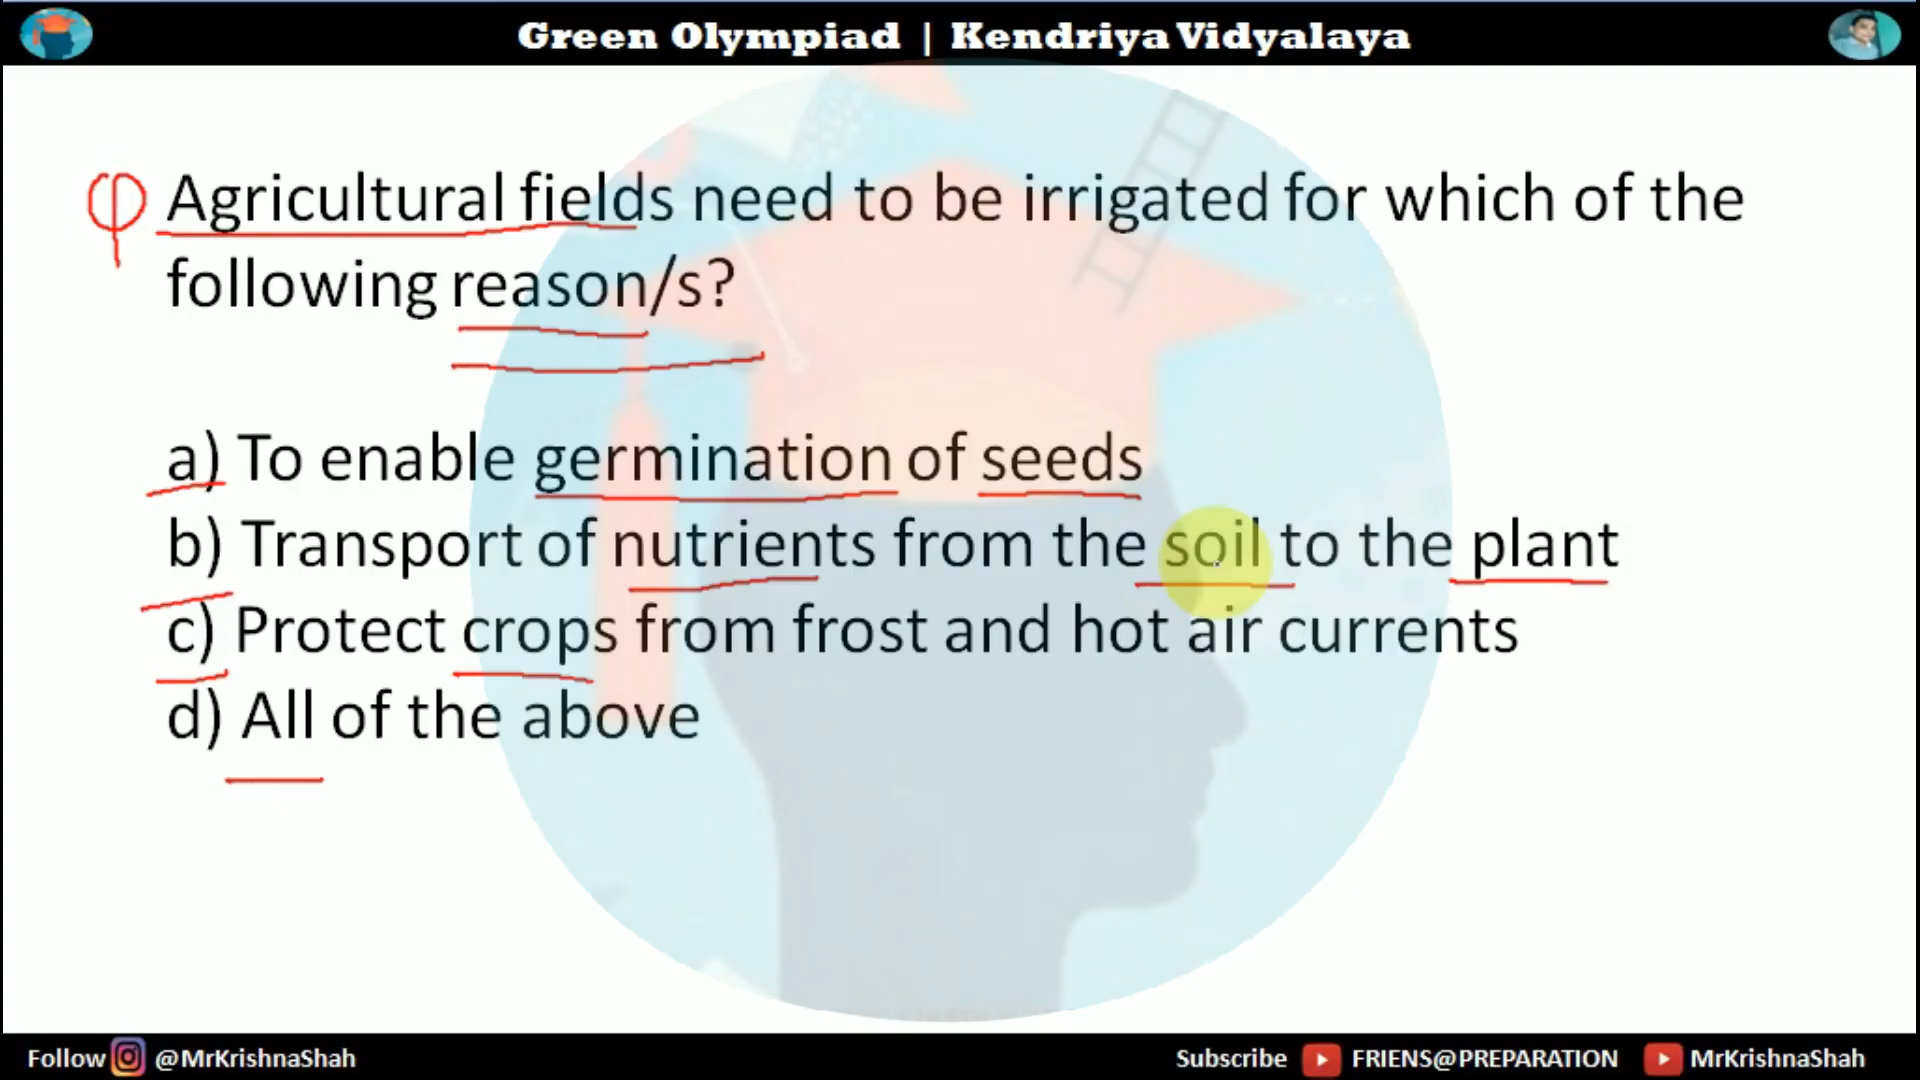 Green Olympiad | Kendriya Vidyalaya
Agricultural fields need to be irrigated for which of the
following reason/s?
a) To enable germination of seeds
b) Transport of nutrients from the soil to the plant
c) Protect crops from frost and hot air currents
d) All of the above
Follow @MrKrishnaShah
Subscribe FRIENS@PREPARATION MrKrishnaShah